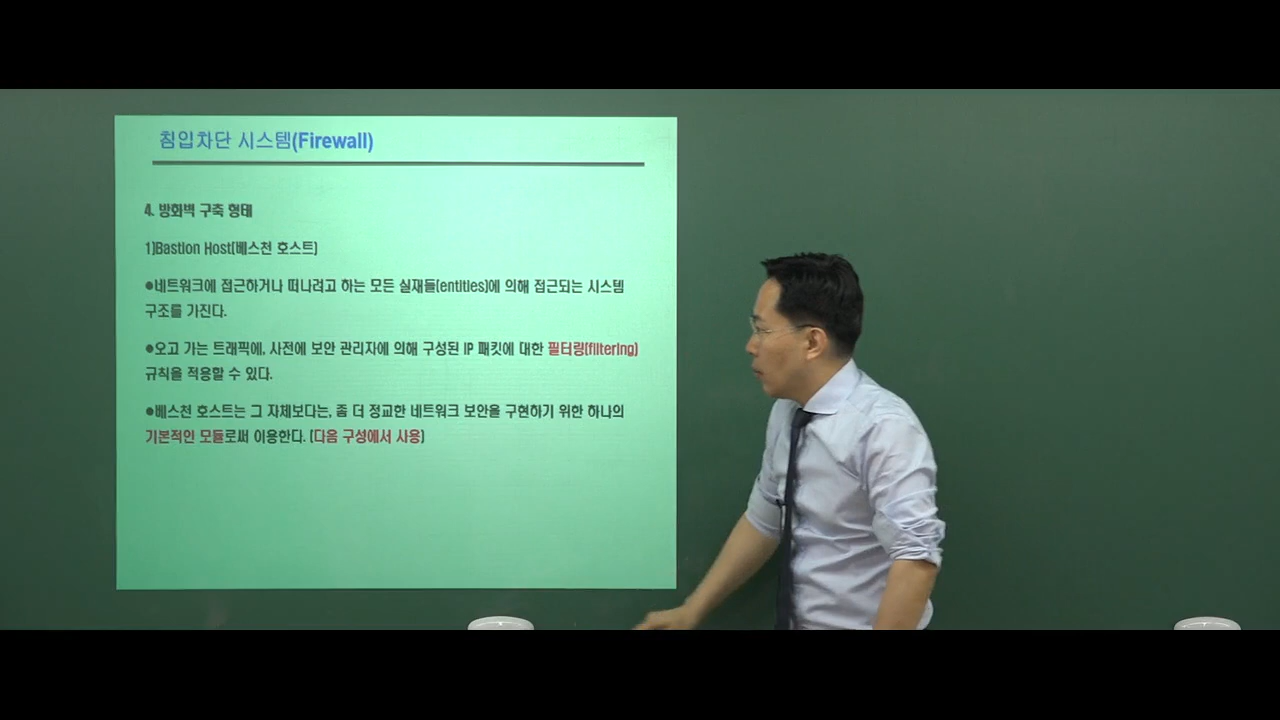 침입차단 시스템(Firewall)
4. 방화벽 구축 형태
1)Bastion Host(베스천 호스트)
●네트워크에 접근하거나 떠나려고 하는 모든 실재들(entities)에 의해 접근되는 시스템
구조를 가진다.
●오고 가는 트래픽에, 사전에 보안 관리자에 의해 구성된 IP 패킷에 대한 필터링(filtering)
규칙을 적용할 수 있다.
●베스천 호스트는 그 자체보다는, 좀 더 정교한 네트워크 보안을 구현하기 위한 하나의
기본적인 모듈로써 이용한다. (다음 구성에서 사용)